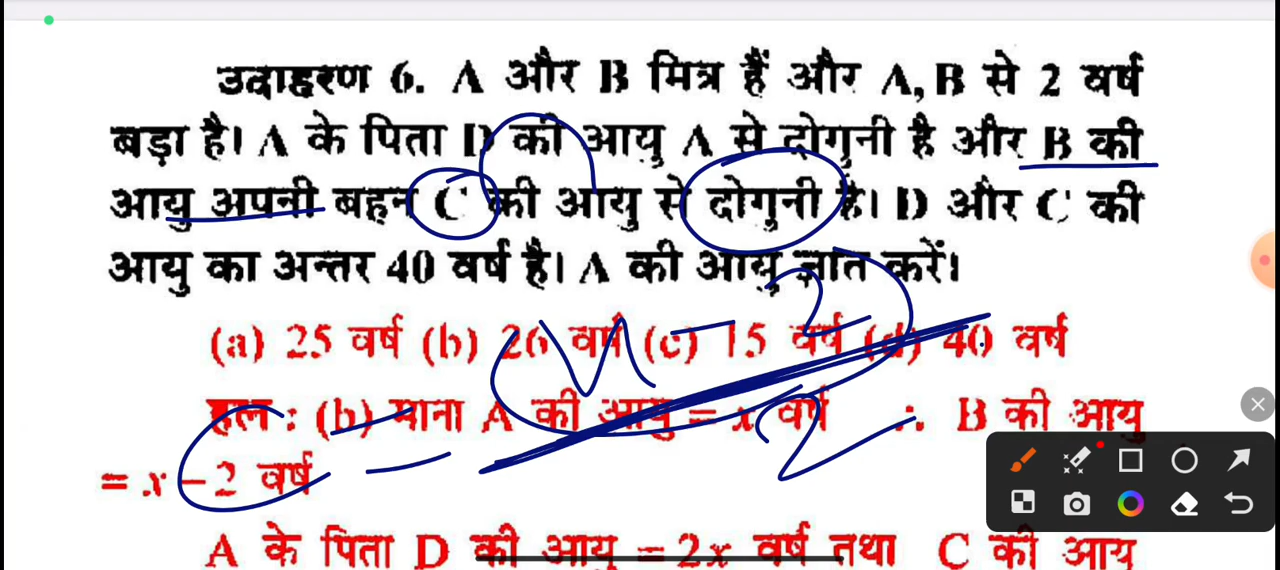 उदाहरण 6. A और B मित्र हैं और A, B से 2 वर्ष
बड़ा है। A के पिता D की आयु A से दोगुनी है और B की
आयु अपनी बहन C की आयु से दोगुनी है। D और C की
आयु का अन्तर 40 वर्ष है। A की आयु ज्ञात करें।
(a) 25 वर्ष (b) 26 वर्ष (c) 15 वर्ष (d) 40 वर्ष
हल : (b) माना A की आयु = x वर्ष ∴ B की आयु
= x – 2 वर्ष
A के पिता D की आयु = 2x वर्ष तथा C की आयु